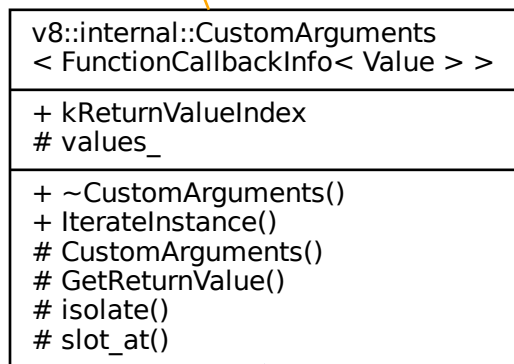 v8::internal::CustomArguments
< FunctionCallbackInfo< Value > >
+ kReturnValueIndex
# values_
+ ~CustomArguments()
+ IterateInstance()
# CustomArguments()
# GetReturnValue()
# isolate()
# slot_at()